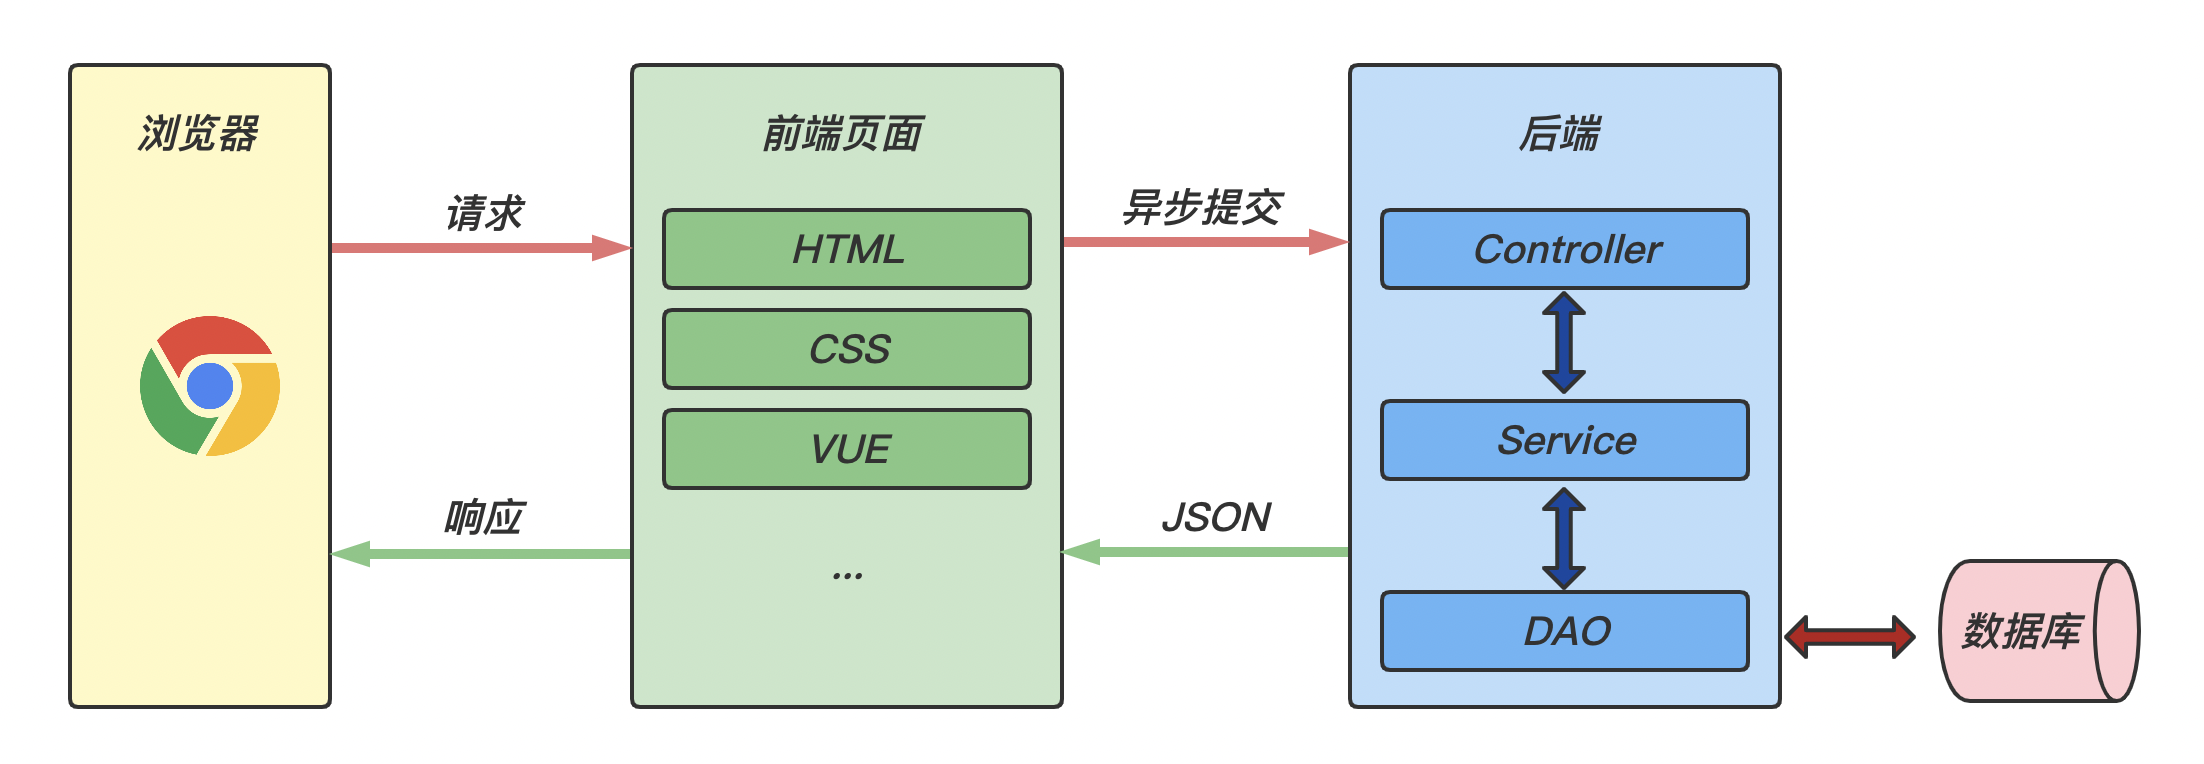 浏览器
请求
响应
前端页面
HTML
CSS
VUE
...
异步提交
JSON
后端
Controller
Service
DAO
数据库